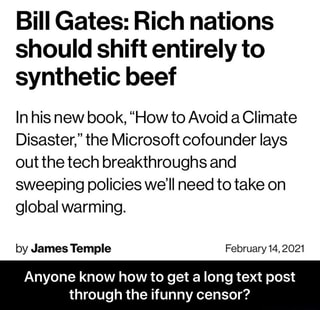 Bill Gates: Rich nations
should shift entirely to
synthetic beef
In his new book, “How to Avoid a Climate
Disaster,” the Microsoft cofounder lays
out the tech breakthroughs and
sweeping policies we’ll need to take on
global warming.
by James Temple February 14, 2021
Anyone know how to get a long text post
through the ifunny censor?